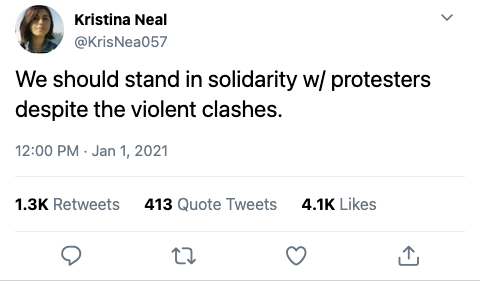 Kristina Neal
@KrisNea057
We should stand in solidarity w/ protesters
despite the violent clashes.
12:00 PM · Jan 1, 2021
1.3K Retweets 413 Quote Tweets 4.1K Likes